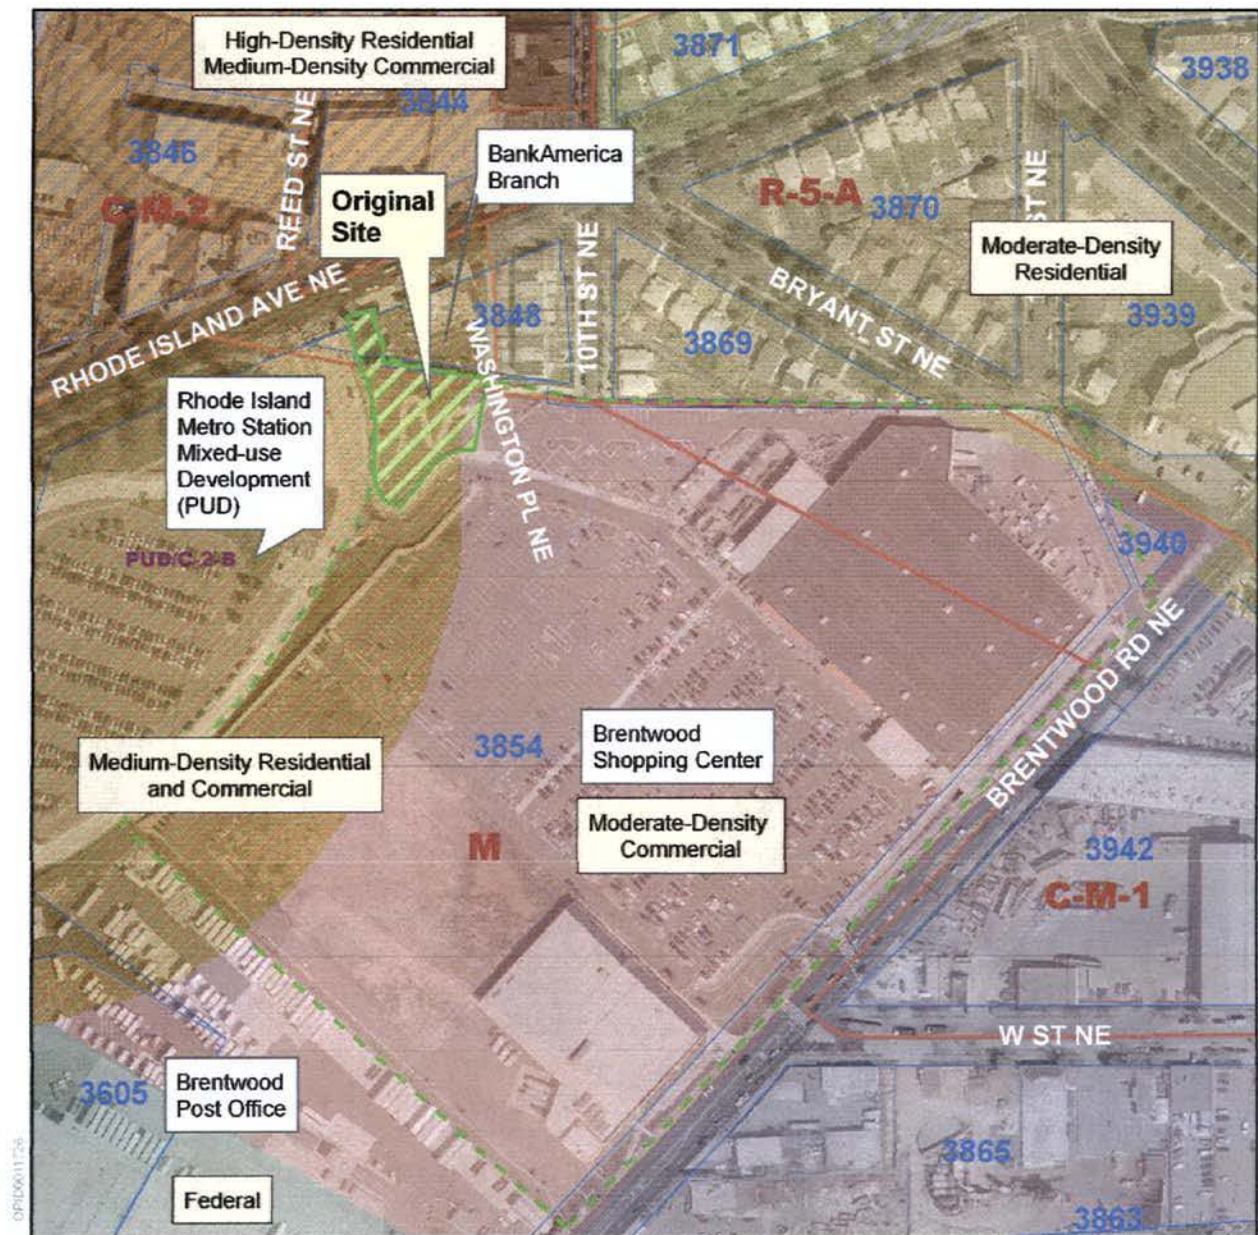 High-Density Residential
Medium-Density Commercial
3871
3938
3844
3846
REED ST NE
BankAmerica
Branch
Original
Site
C-M-2
R-5-A
3870
ST NE
Moderate-Density
Residential
RHODE ISLAND AVE NE
3848
10TH ST NE
3869
BRYANT ST NE
3939
WASHINGTON PL NE
Rhode Island
Metro Station
Mixed-use
Development
(PUD)
PUD/C-2-B
3940
BRENTWOOD RD NE
Medium-Density Residential
and Commercial
3854
Brentwood
Shopping Center
Moderate-Density
Commercial
M
3942
C-M-1
W ST NE
3605
Brentwood
Post Office
3865
Federal
3863